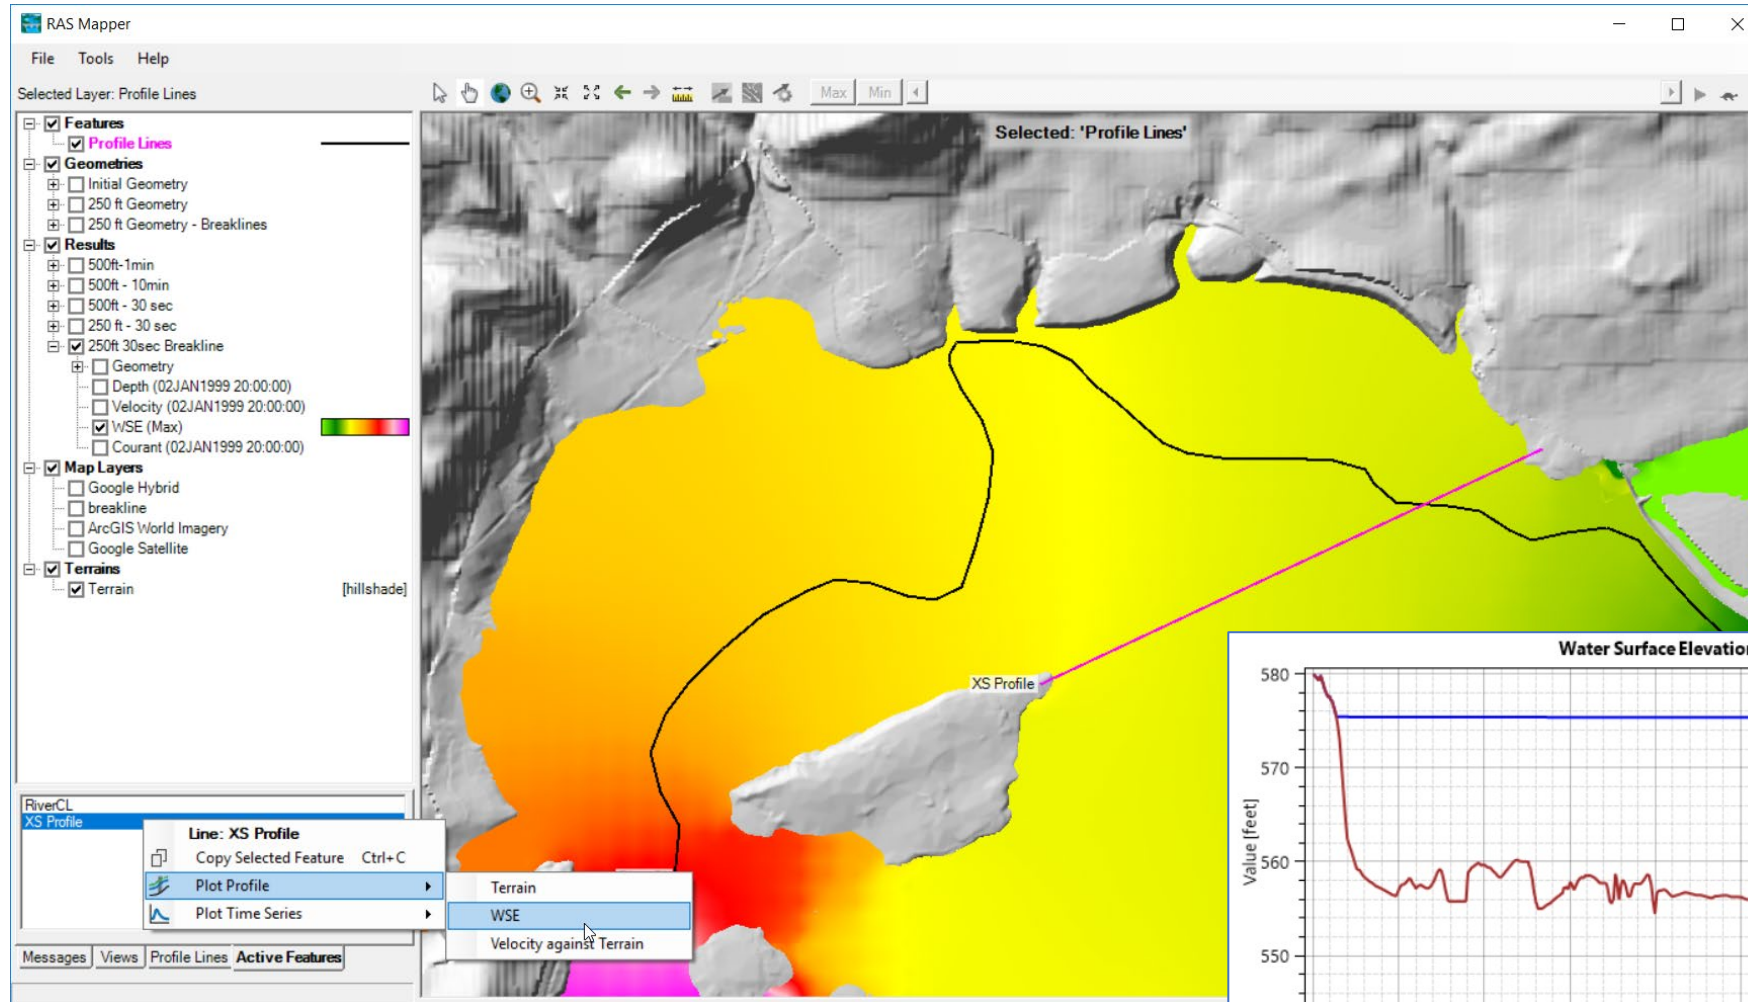 RAS Mapper
File Tools Help
Selected Layer: Profile Lines
Max Min
Features
Profile Lines
Geometries
Initial Geometry
250 ft Geometry
250 ft Geometry - Breaklines
Results
500ft-1min
500ft - 10min
500ft - 30 sec
250 ft - 30 sec
250ft 30sec Breakline
Geometry
Depth (02JAN1999 20:00:00)
Velocity (02JAN1999 20:00:00)
WSE (Max)
Courant (02JAN1999 20:00:00)
Map Layers
Google Hybrid
breakline
ArcGIS World Imagery
Google Satellite
Terrains
Terrain [hillshade]
Selected: 'Profile Lines'
XS Profile
RiverCL
XS Profile
Line: XS Profile
Copy Selected Feature Ctrl+C
Plot Profile
Plot Time Series
Terrain
WSE
Velocity against Terrain
Messages Views Profile Lines Active Features
Water Surface Elevation
Value [feet]
580
570
560
550